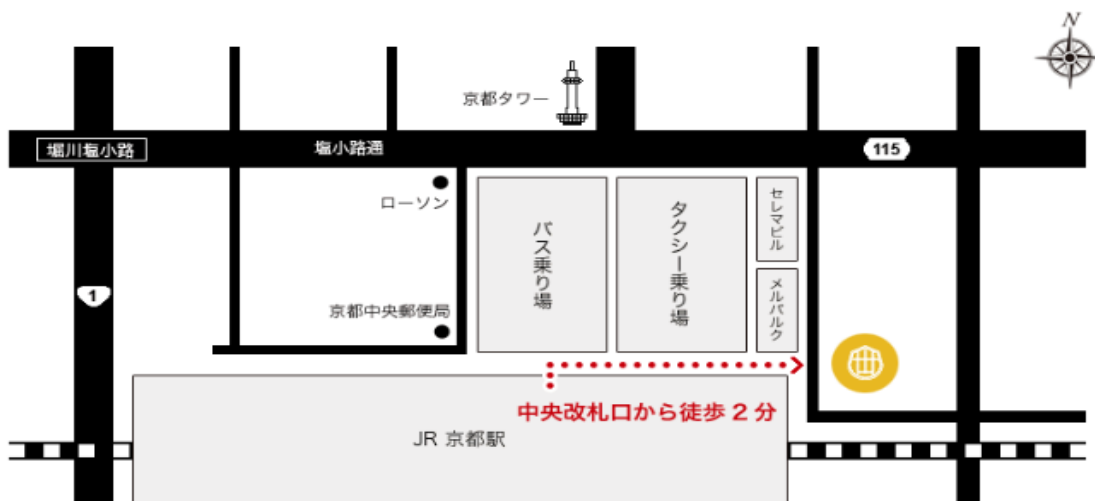 N
京都タワー
堀川塩小路
塩小路通
115
ローソン
バス乗り場
タクシー乗り場
セレマビル
メルパルク
1
京都中央郵便局
中央改札口から徒歩 2 分
JR 京都駅